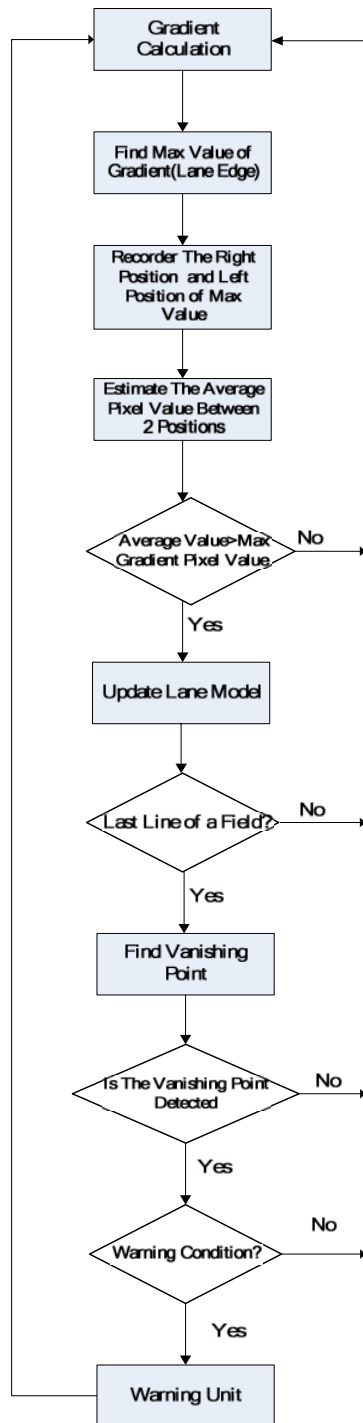 Gradient
Calculation
Find Max Value of
Gradient(Lane Edge)
Recorder The Right
Position and Left
Position of Max
Value
Estimate The Average
Pixel Value Between
2 Positions
Average Value>Max
Gradient Pixel Value
No
Yes
Update Lane Model
Last Line of a Field?
No
Yes
Find Vanishing
Point
Is The Vanishing Point
Detected
No
Yes
Warning Condition?
No
Yes
Warning Unit